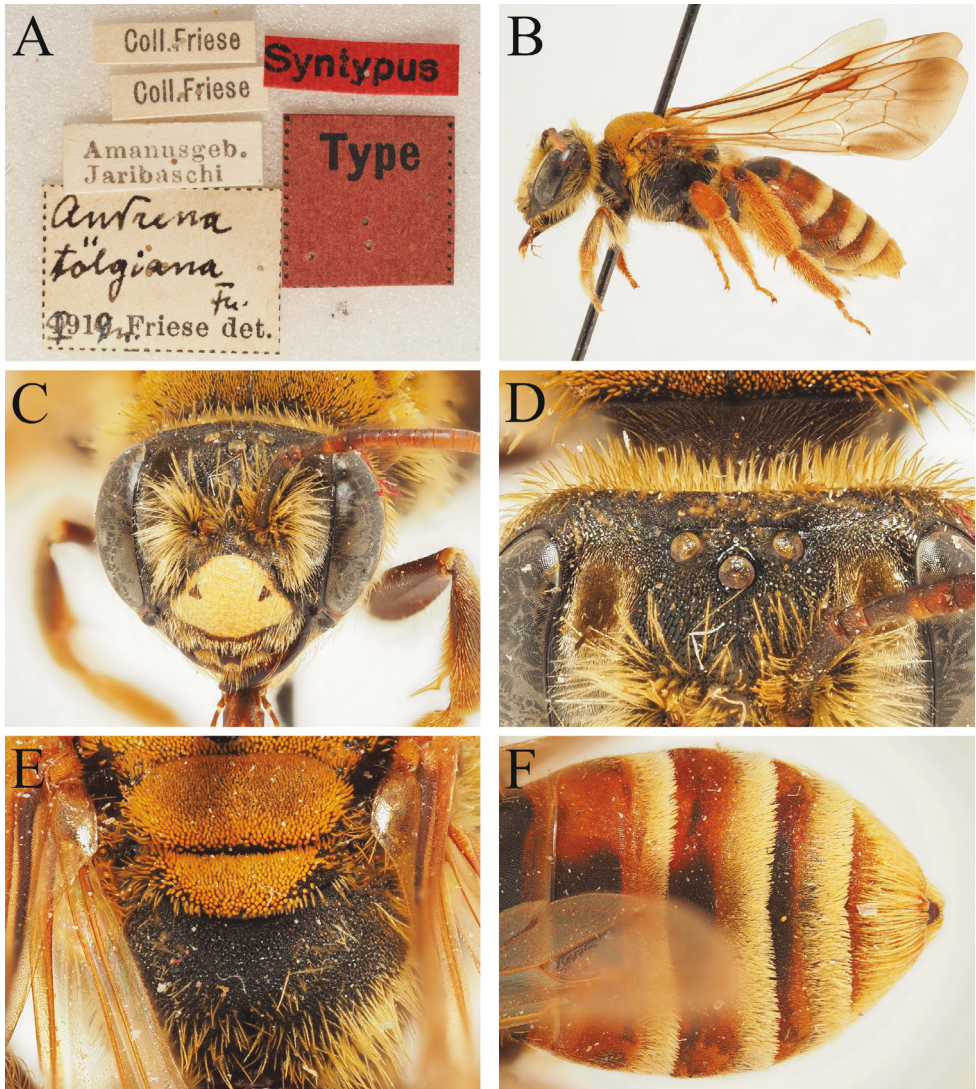 A
Coll.Friese
Coll.Friese
Syntypus
Amanusgeb.
Jaribaschi
Type
Andrena
tölgiana
Fr.
1910 Friese det.
B
C
D
E
F